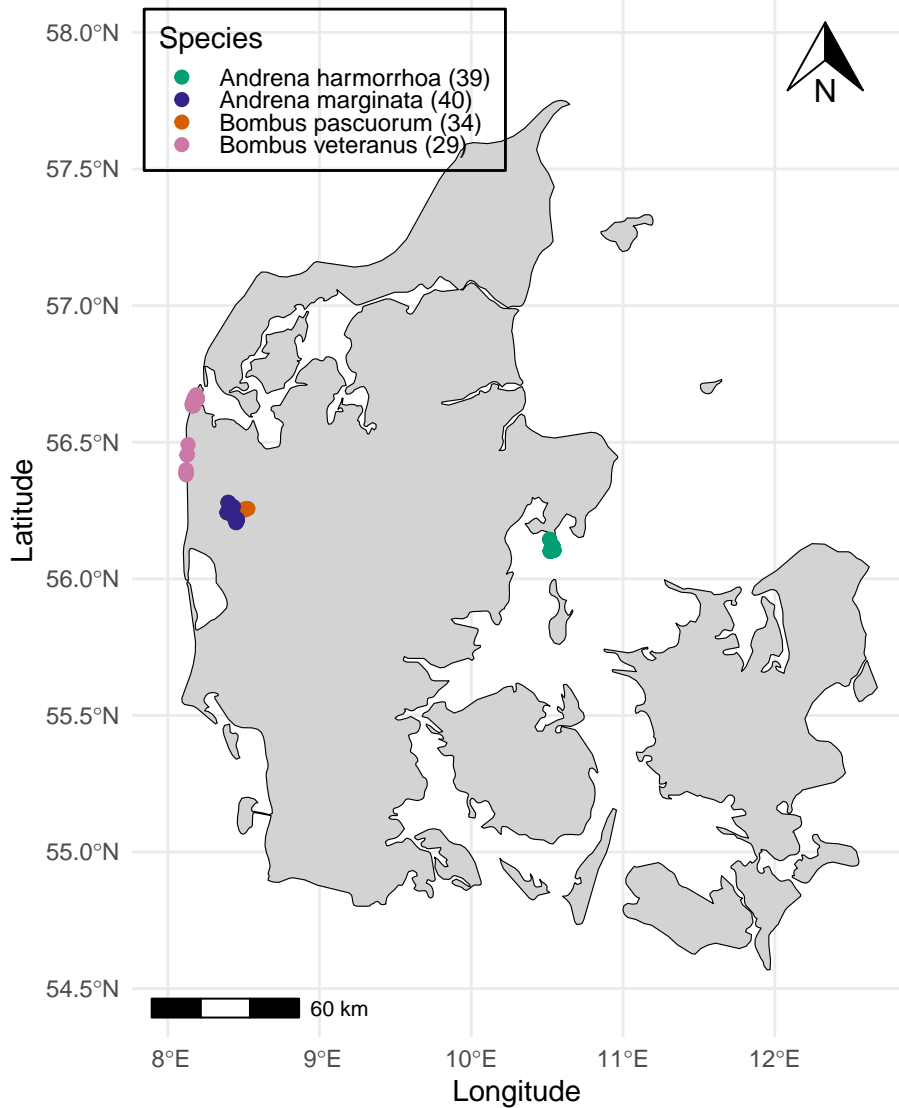 58.0°N
Species
Andrena harmorrhoa (39)
Andrena marginata (40)
Bombus pascuorum (34)
Bombus veteranus (29)
N
57.5°N
57.0°N
56.5°N
56.0°N
55.5°N
55.0°N
54.5°N
Latitude
60 km
8°E 9°E 10°E 11°E 12°E
Longitude